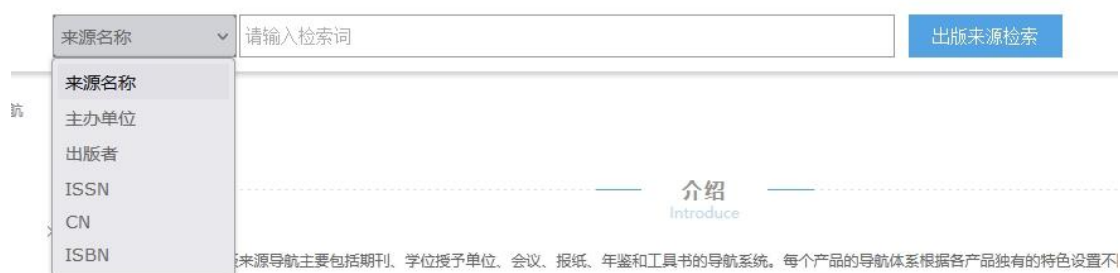 来源名称
请输入检索词
出版来源检索
来源名称
航
主办单位
出版者
ISSN
介绍
Introduce
CN
ISBN
来源导航主要包括期刊、学位授予单位、会议、报纸、年鉴和工具书的导航系统。每个产品的导航体系根据各产品独有的特色设置不